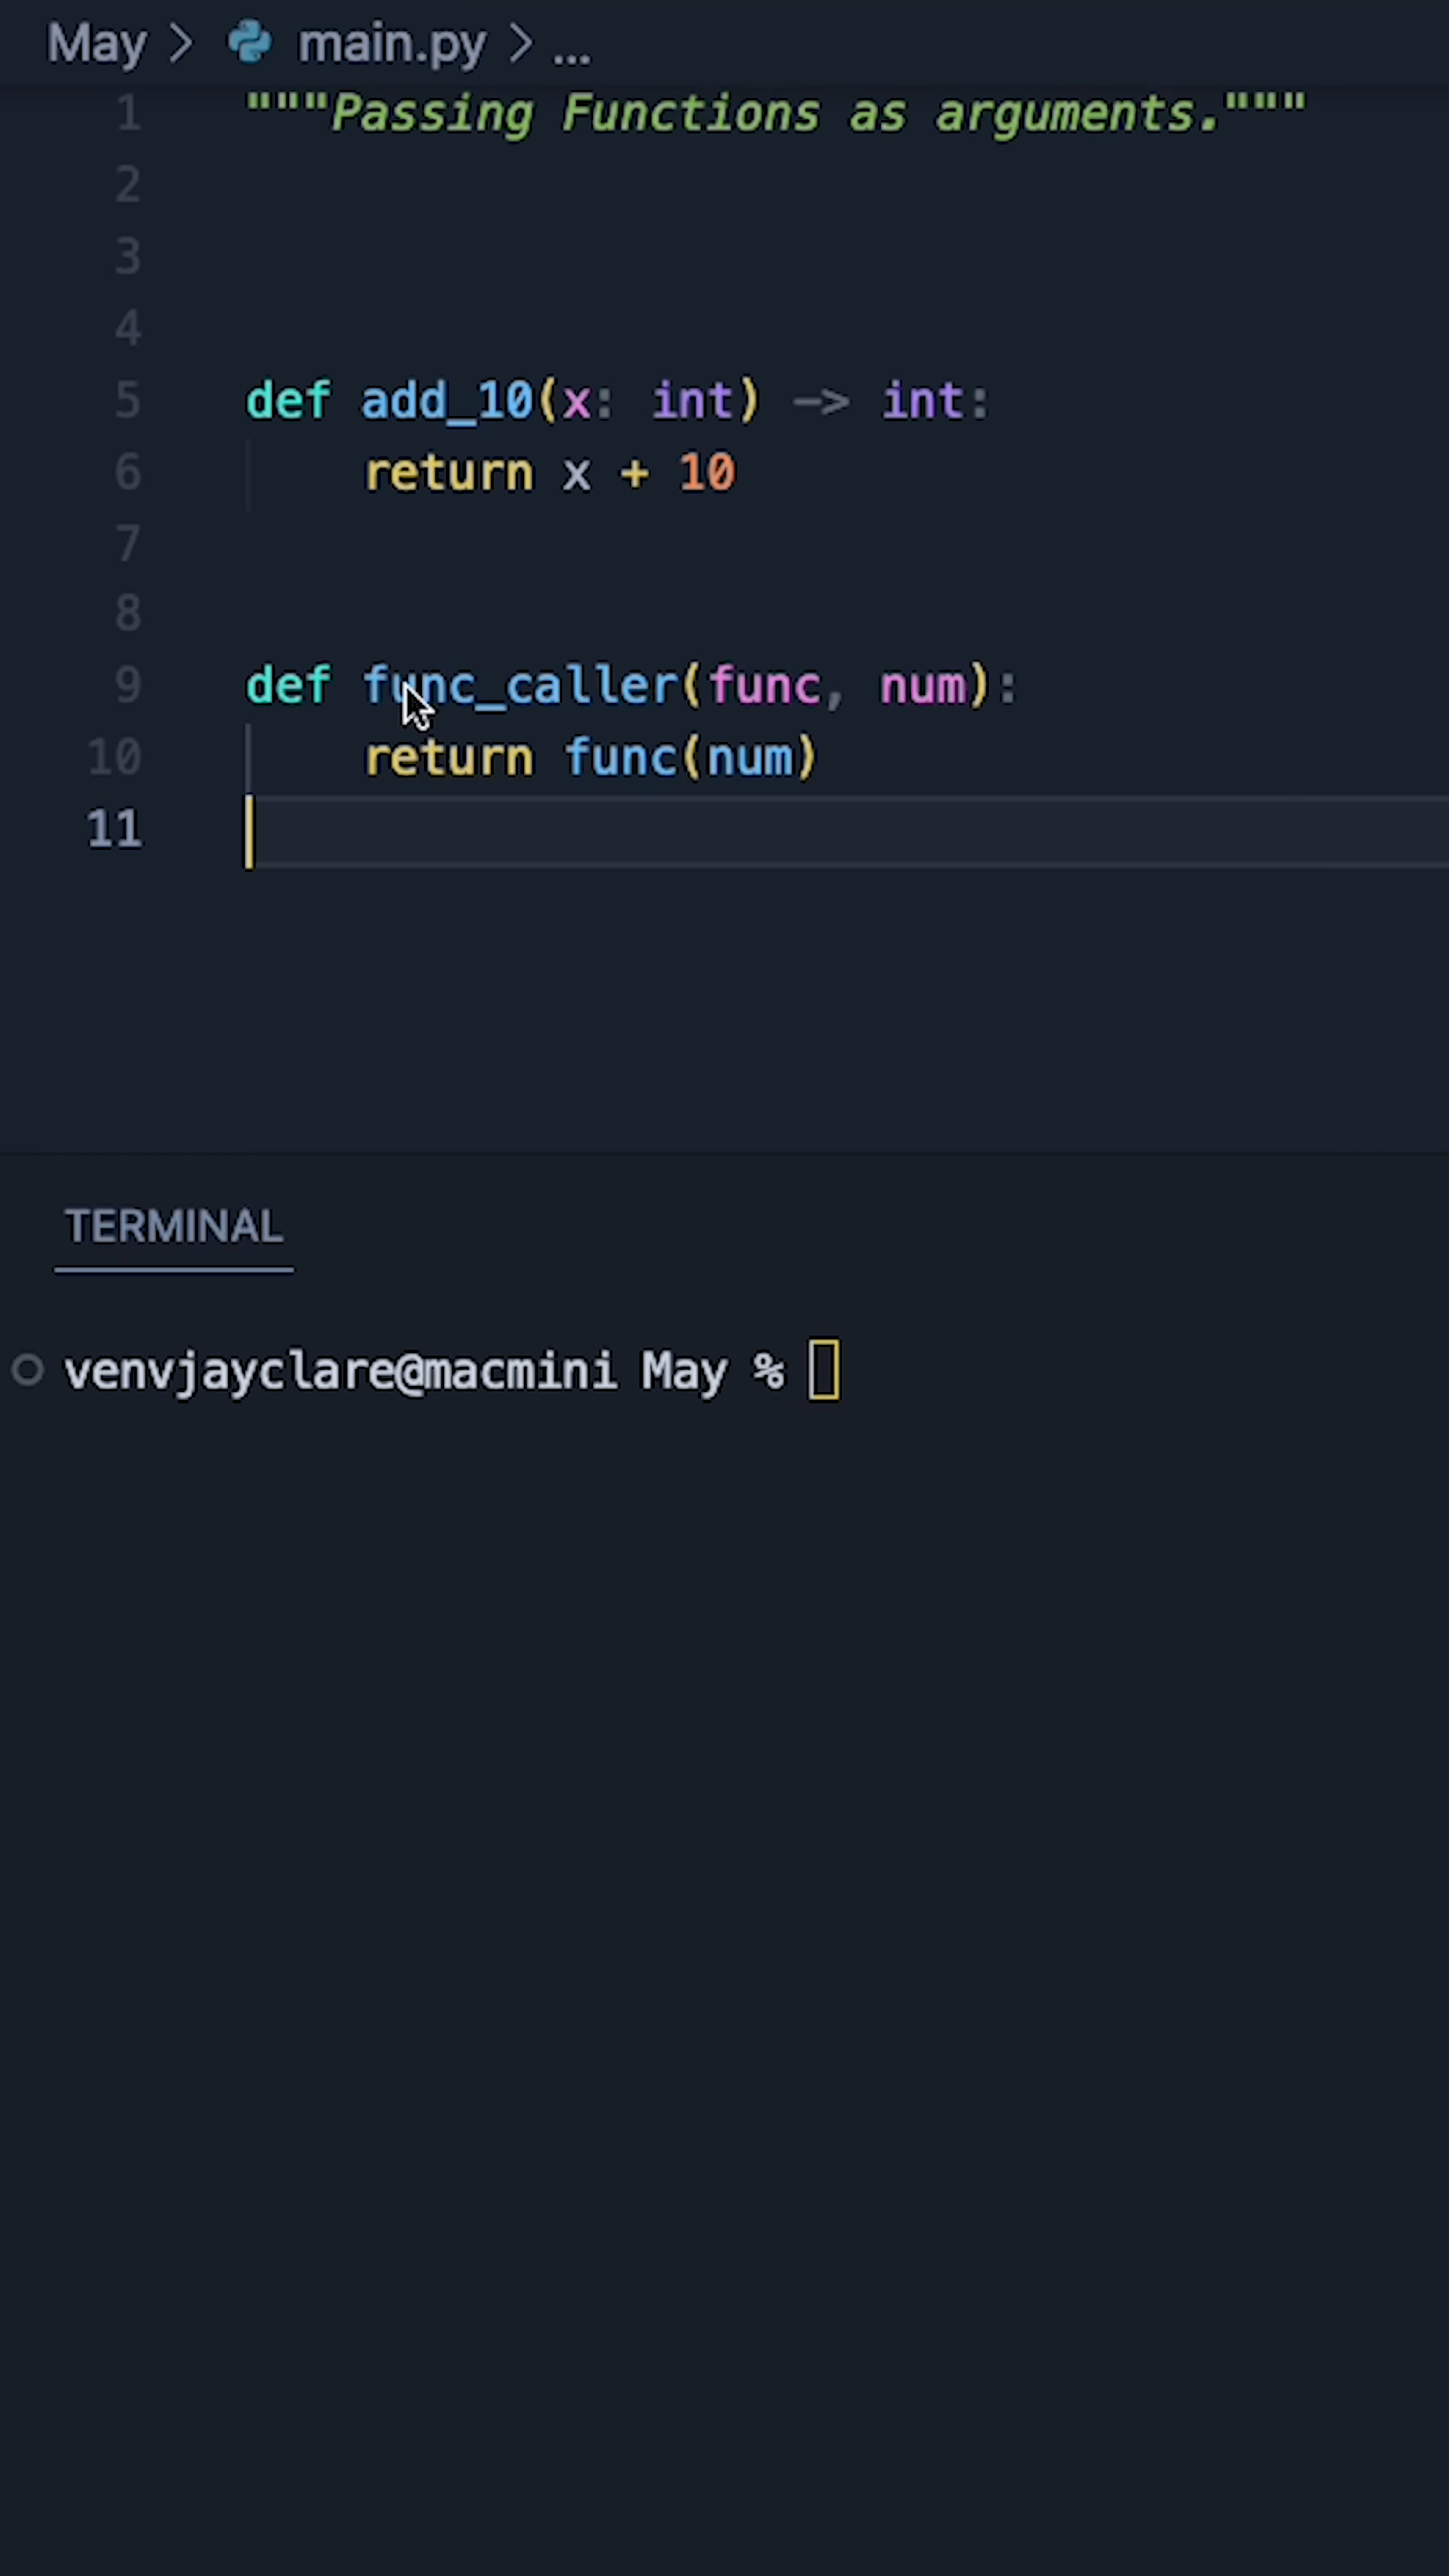 May > main.py > ...
1 """Passing Functions as arguments."""
2
3
4
5 def add_10(x: int) -> int:
6     return x + 10
7
8
9 def func_caller(func, num):
10     return func(num)
11
TERMINAL
venvjayclare@macmini May %